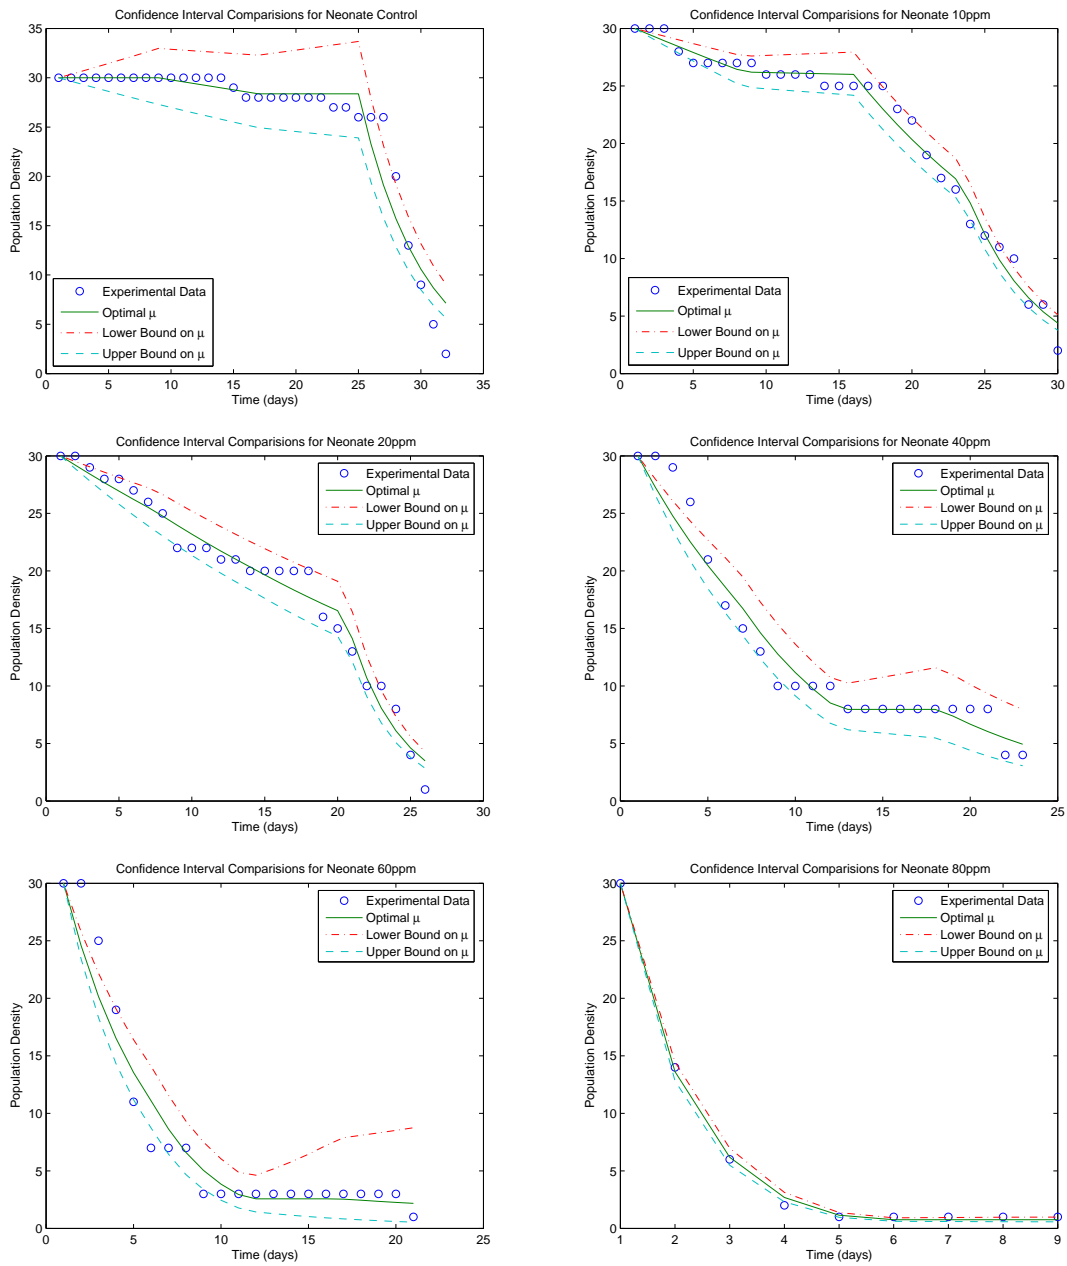 Confidence Interval Comparisions for Neonate Control
35
30
25
20
15
10
5
0
Population Density
Experimental Data
Optimal μ
Lower Bound on μ
Upper Bound on μ
0 5 10 15 20 25 30 35
Time (days)
Confidence Interval Comparisions for Neonate 10ppm
30
25
20
15
10
5
0
Population Density
Experimental Data
Optimal μ
Lower Bound on μ
Upper Bound on μ
0 5 10 15 20 25 30
Time (days)
Confidence Interval Comparisions for Neonate 20ppm
30
25
20
15
10
5
0
Population Density
Experimental Data
Optimal μ
Lower Bound on μ
Upper Bound on μ
0 5 10 15 20 25 30
Time (days)
Confidence Interval Comparisions for Neonate 40ppm
30
25
20
15
10
5
0
Population Density
Experimental Data
Optimal μ
Lower Bound on μ
Upper Bound on μ
0 5 10 15 20 25
Time (days)
Confidence Interval Comparisions for Neonate 60ppm
30
25
20
15
10
5
0
Population Density
Experimental Data
Optimal μ
Lower Bound on μ
Upper Bound on μ
0 5 10 15 20 25
Time (days)
Confidence Interval Comparisions for Neonate 80ppm
30
25
20
15
10
5
0
Population Density
Experimental Data
Optimal μ
Lower Bound on μ
Upper Bound on μ
1 2 3 4 5 6 7 8 9
Time (days)